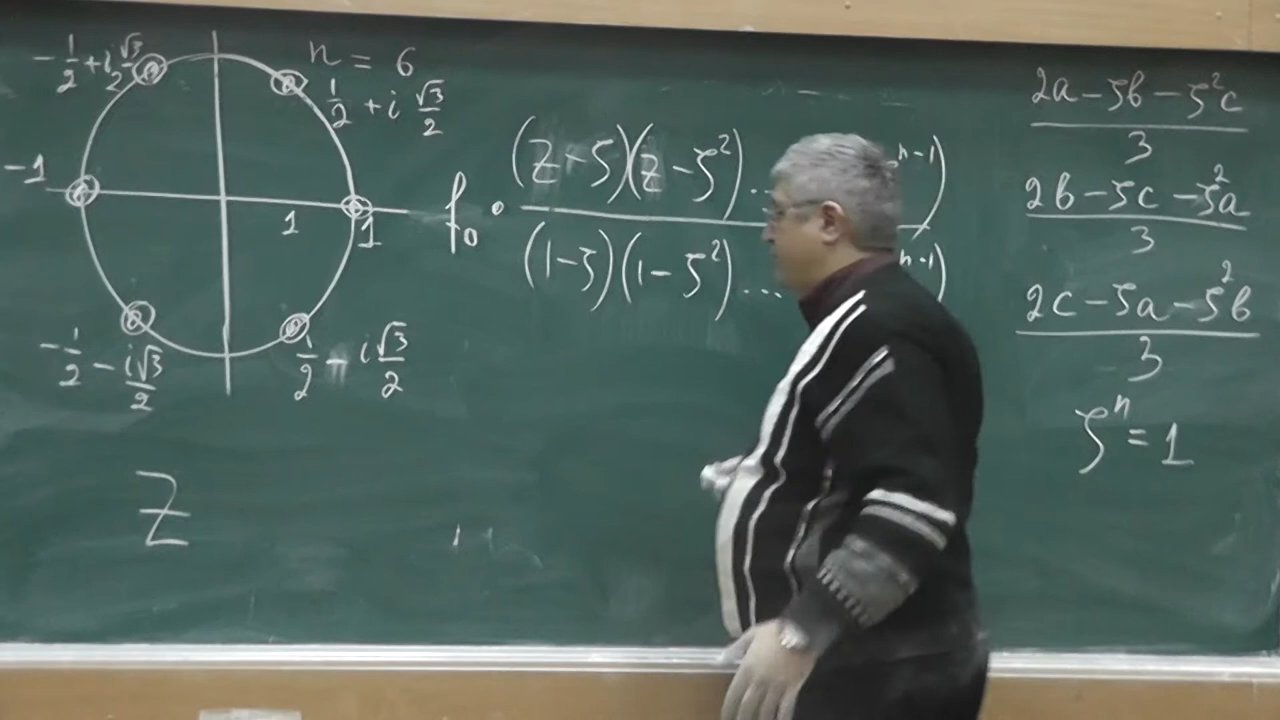 n = 6
-1/2 + i √3/2
1/2 + i √3/2
-1
1
1
-1/2 - i√3/2
1/2 - i √3/2
z
f₀ · (z - ζ)(z - ζ²)... ⁿ⁻¹)
(1 - ζ)(1 - ζ²)... ⁿ⁻¹)
2a - ζb - ζ²c
3
2b - ζc - ζ²a
3
2c - ζa - ζ²b
3
ζⁿ = 1